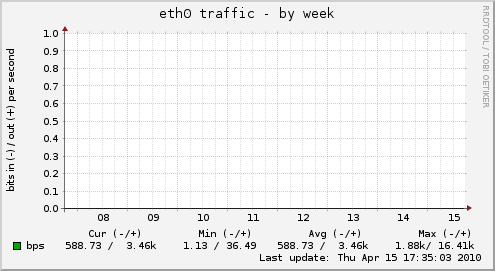 eth0 traffic - by week
RRDTOOL / TOBI OETIKER
bits in (-) / out (+) per second
1.0
0.9
0.8
0.7
0.6
0.5
0.4
0.3
0.2
0.1
0.0
08 09 10 11 12 13 14 15
Cur (-/+) Min (-/+) Avg (-/+) Max (-/+)
bps 588.73 / 3.46k 1.13 / 36.49 588.73 / 3.46k 1.88k/ 16.41k
Last update: Thu Apr 15 17:35:03 2010